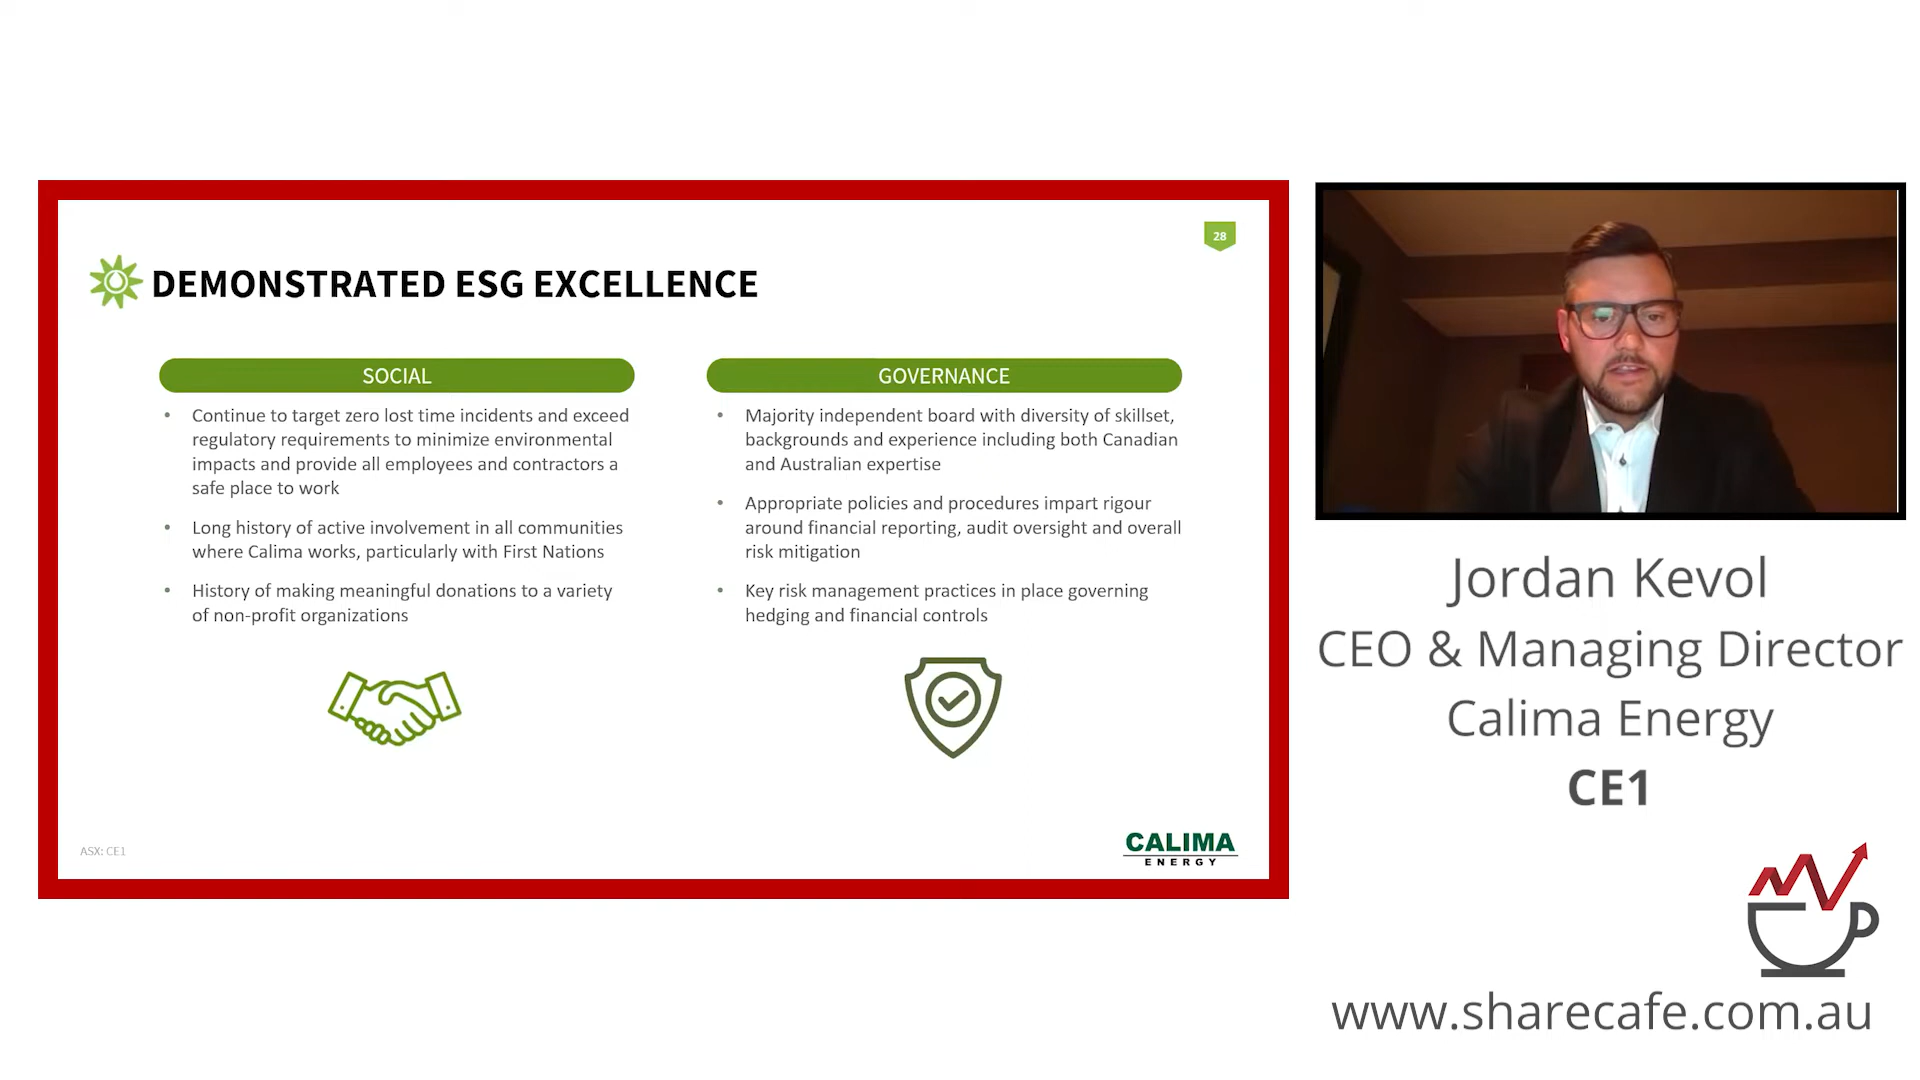 28
DEMONSTRATED ESG EXCELLENCE
SOCIAL
• Continue to target zero lost time incidents and exceed
regulatory requirements to minimize environmental
impacts and provide all employees and contractors a
safe place to work
• Long history of active involvement in all communities
where Calima works, particularly with First Nations
• History of making meaningful donations to a variety
of non-profit organizations
GOVERNANCE
• Majority independent board with diversity of skillset,
backgrounds and experience including both Canadian
and Australian expertise
• Appropriate policies and procedures impart rigour
around financial reporting, audit oversight and overall
risk mitigation
• Key risk management practices in place governing
hedging and financial controls
ASX: CE1
CALIMA
ENERGY
Jordan Kevol
CEO & Managing Director
Calima Energy
CE1
www.sharecafe.com.au